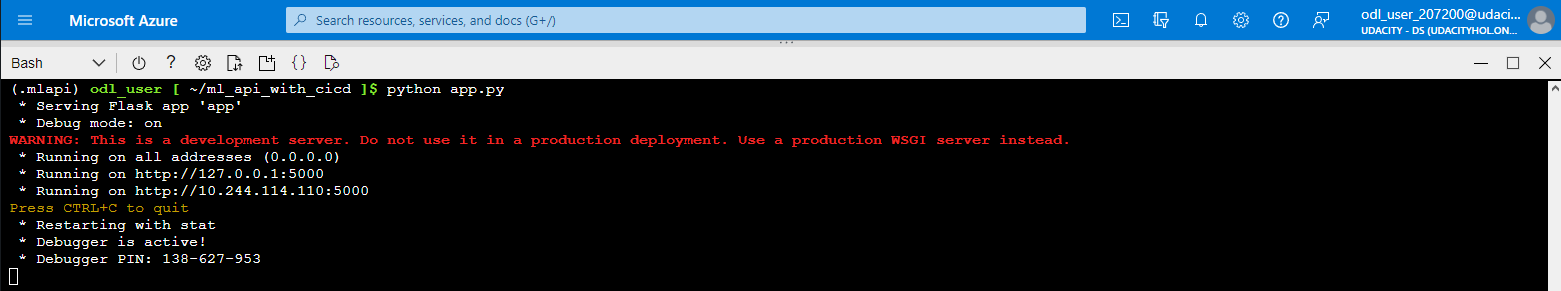 Microsoft Azure
Search resources, services, and docs (G+/)
odl_user_207200@udaci...
UDACITY - DS (UDACITYHOLON...
Bash
(.mlapi) odl_user [ ~/ml_api_with_cicd ]$ python app.py
* Serving Flask app 'app'
* Debug mode: on
WARNING: This is a development server. Do not use it in a production deployment. Use a production WSGI server instead.
* Running on all addresses (0.0.0.0)
* Running on http://127.0.0.1:5000
* Running on http://10.244.114.110:5000
Press CTRL+C to quit
* Restarting with stat
* Debugger is active!
* Debugger PIN: 138-627-953